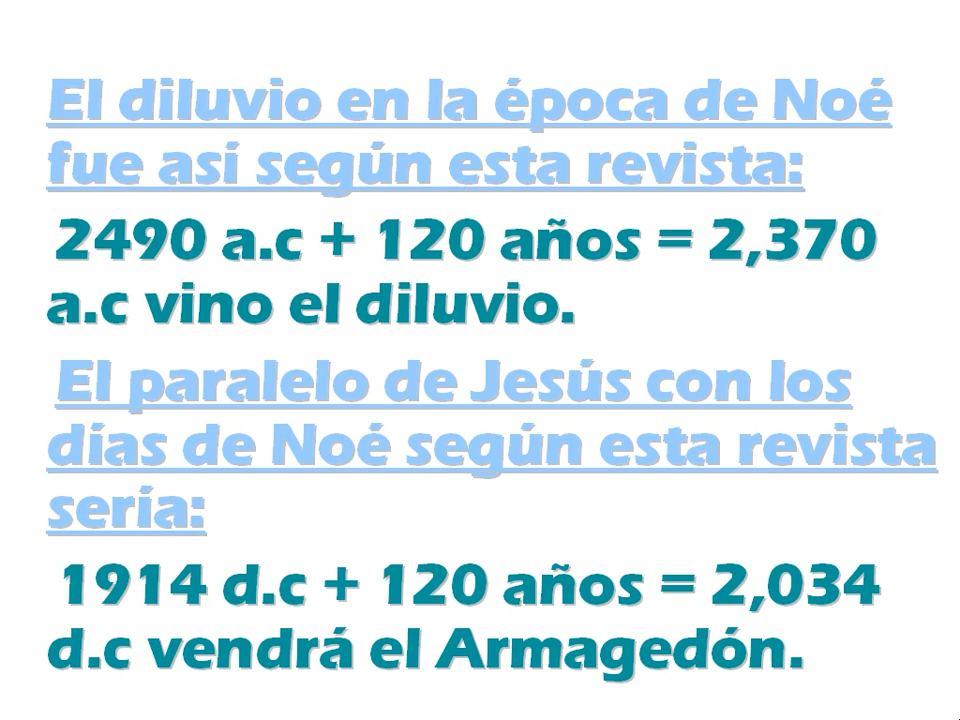 El diluvio en la época de Noé
fue así según esta revista:
2490 a.c + 120 años = 2,370
a.c vino el diluvio.
El paralelo de Jesús con los
días de Noé según esta revista
sería:
1914 d.c + 120 años = 2,034
d.c vendrá el Armagedón.